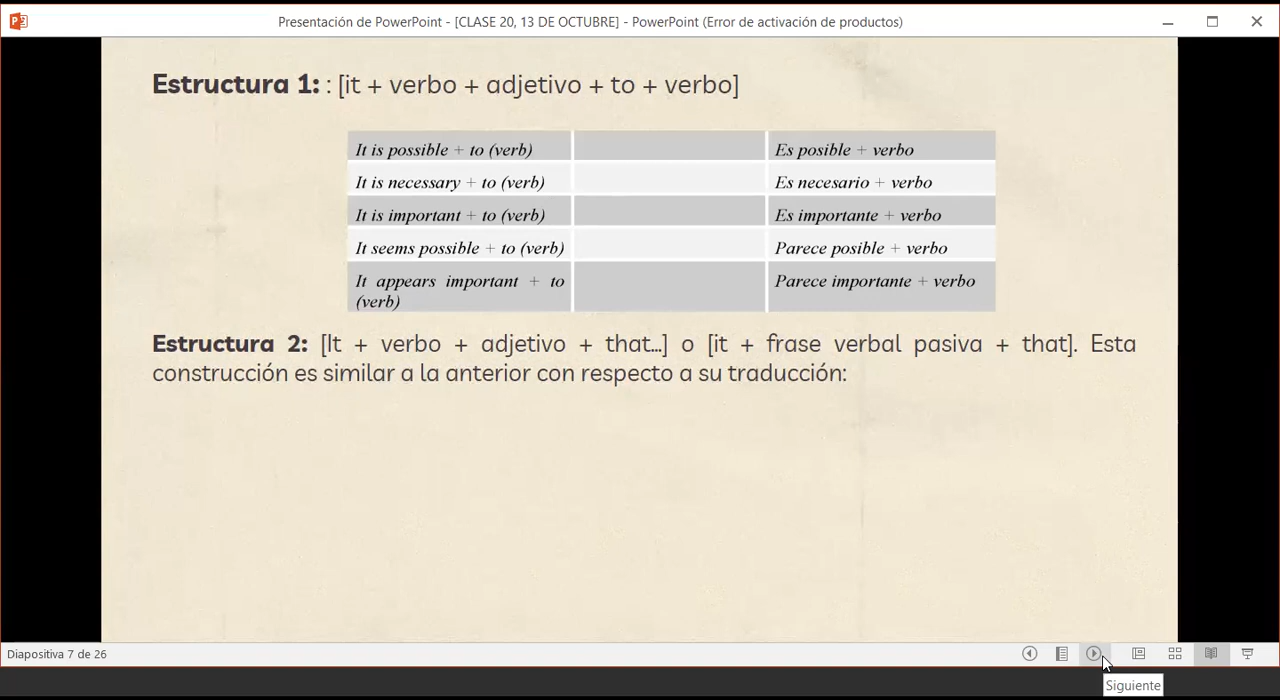 Presentación de PowerPoint - [CLASE 20, 13 DE OCTUBRE] - PowerPoint (Error de activación de productos)
Estructura 1: : [it + verbo + adjetivo + to + verbo]
It is possible + to (verb) Es posible + verbo
It is necessary + to (verb) Es necesario + verbo
It is important + to (verb) Es importante + verbo
It seems possible + to (verb) Parece posible + verbo
It appears important + to Parece importante + verbo
(verb)
Estructura 2: [It + verbo + adjetivo + that...] o [it + frase verbal pasiva + that]. Esta
construcción es similar a la anterior con respecto a su traducción:
Diapositiva 7 de 26
Siguiente